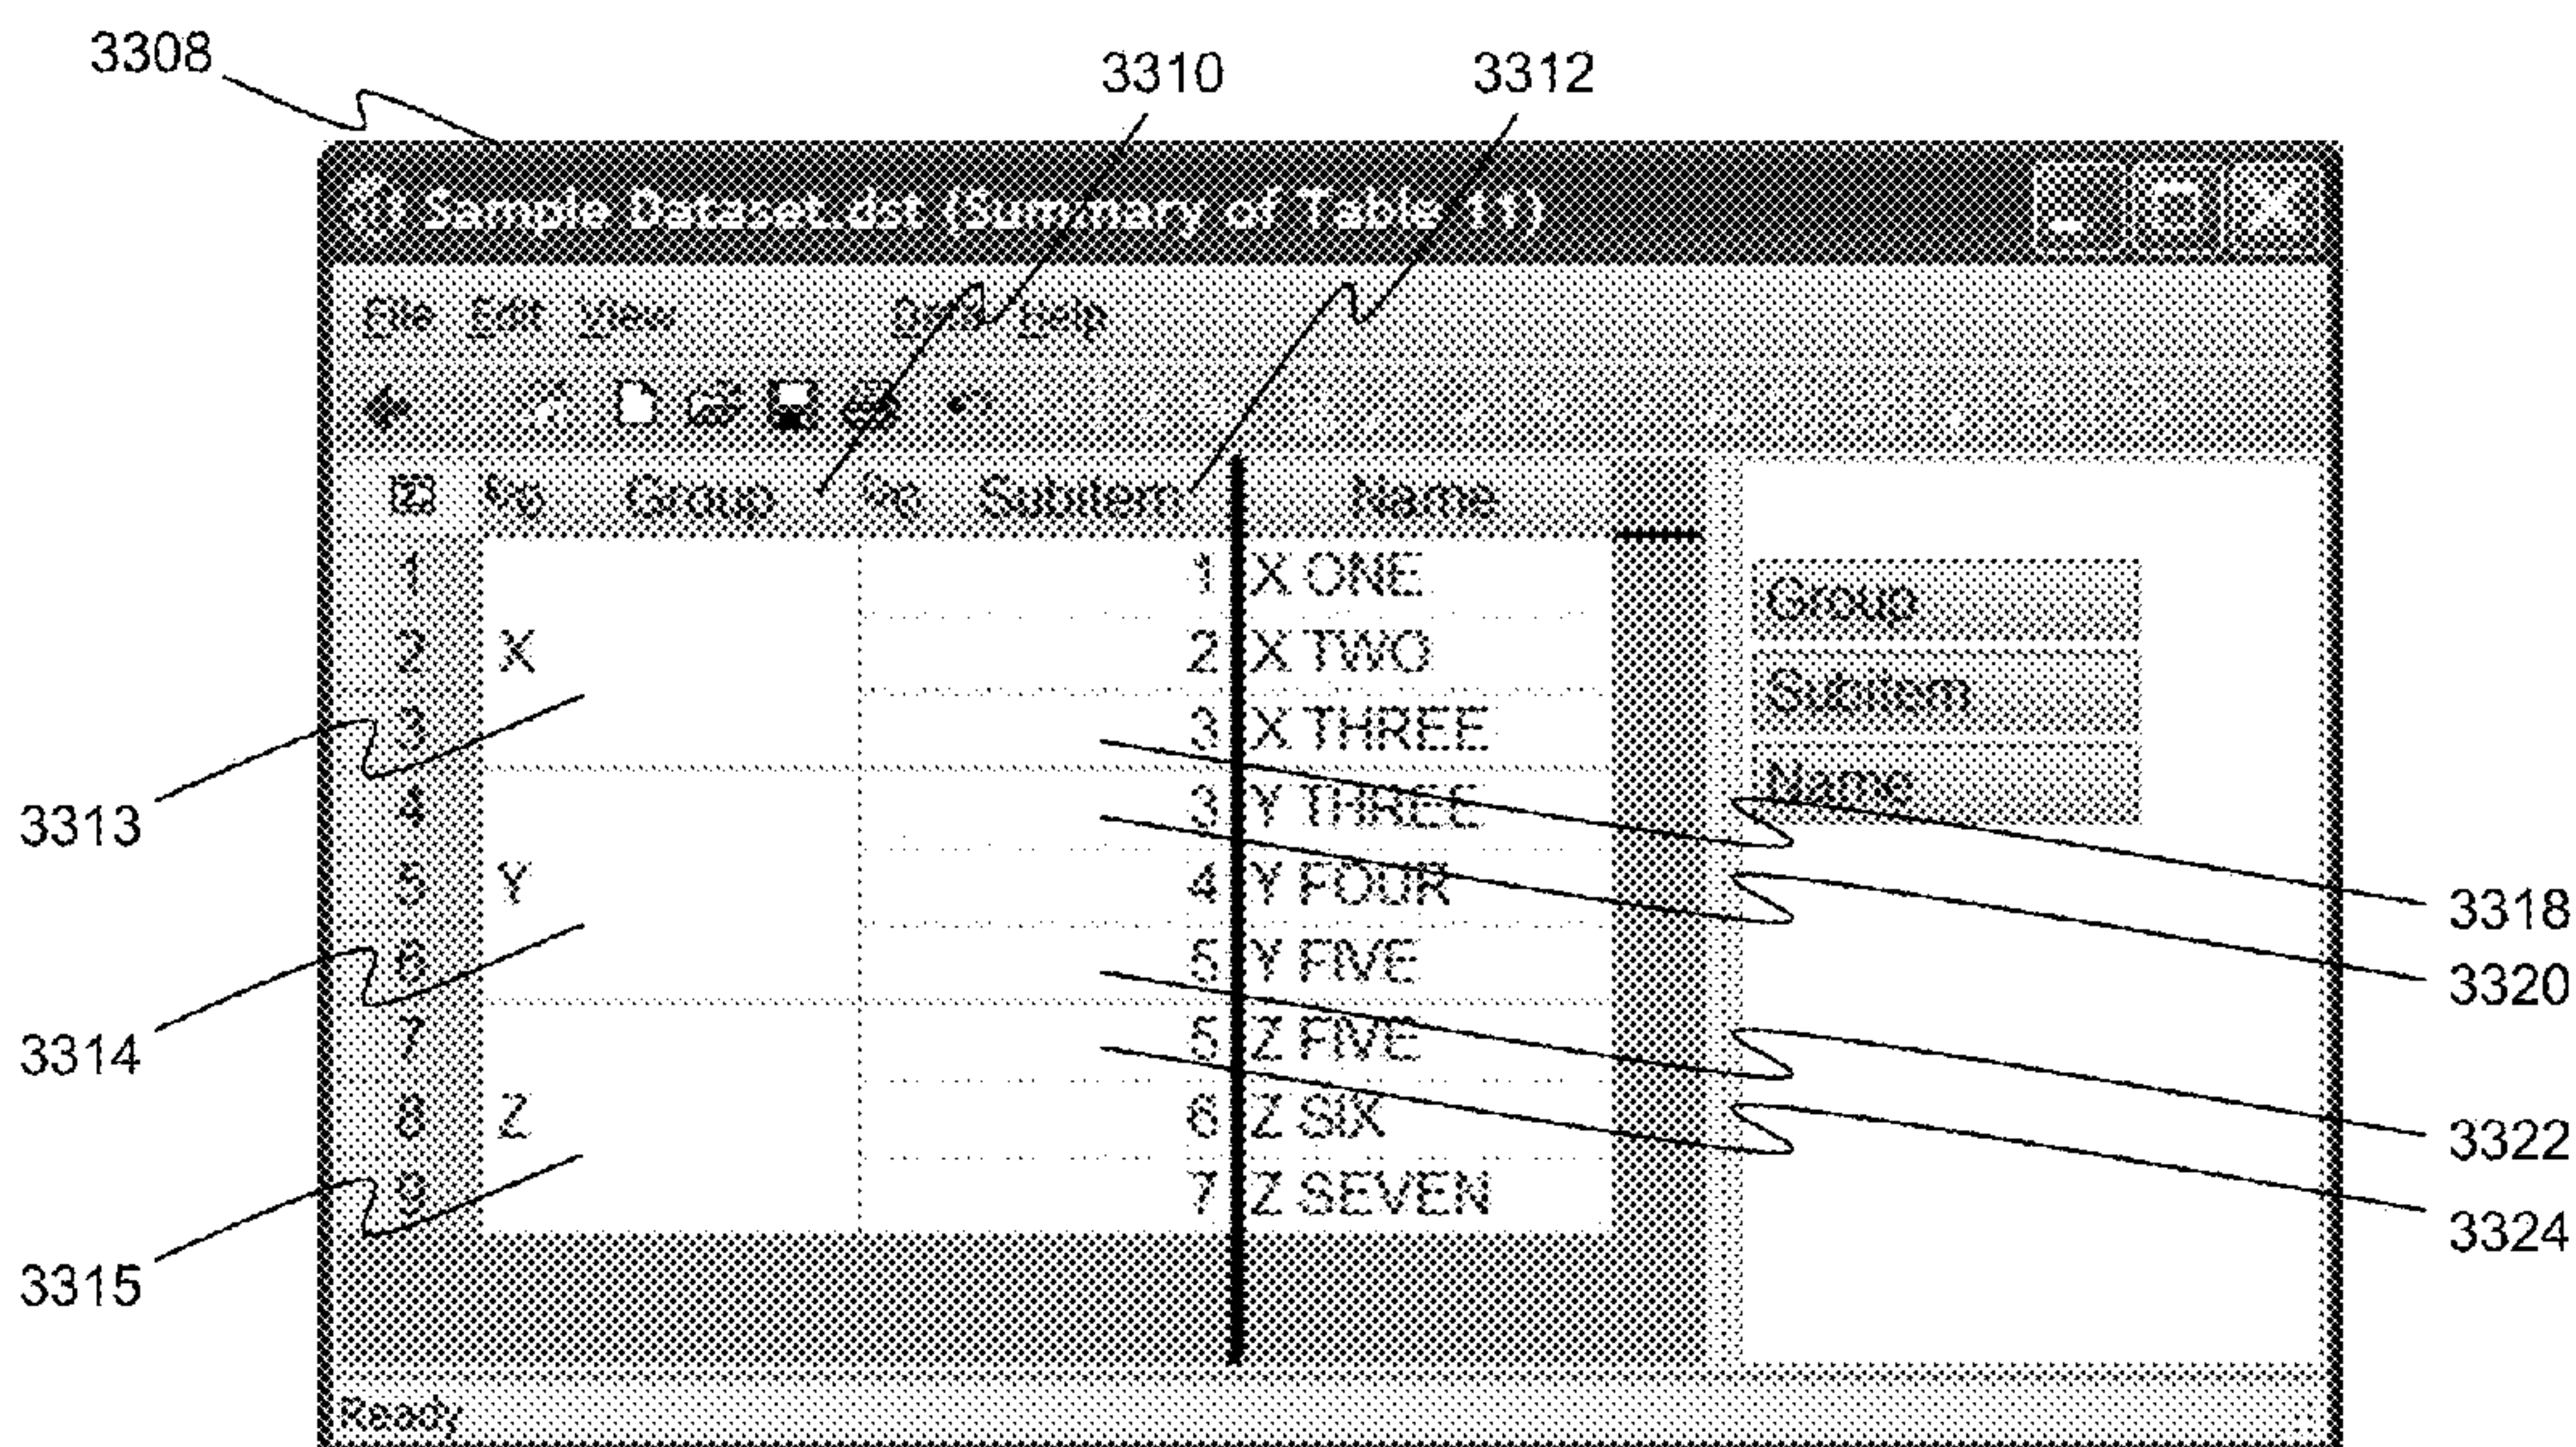 3308
3310
3312
Sample Dataset.dst (Summary of Table 11)
File Edit View Data Help
Group Subitem Name
1 1 X ONE
2 X 2 X TWO
3 3 X THREE
4 3 Y THREE
5 Y 4 Y FOUR
6 5 Y FIVE
7 5 Z FIVE
8 Z 6 Z SIX
9 7 Z SEVEN
Group
Subitem
Name
3313
3314
3315
3318
3320
3322
3324
Ready